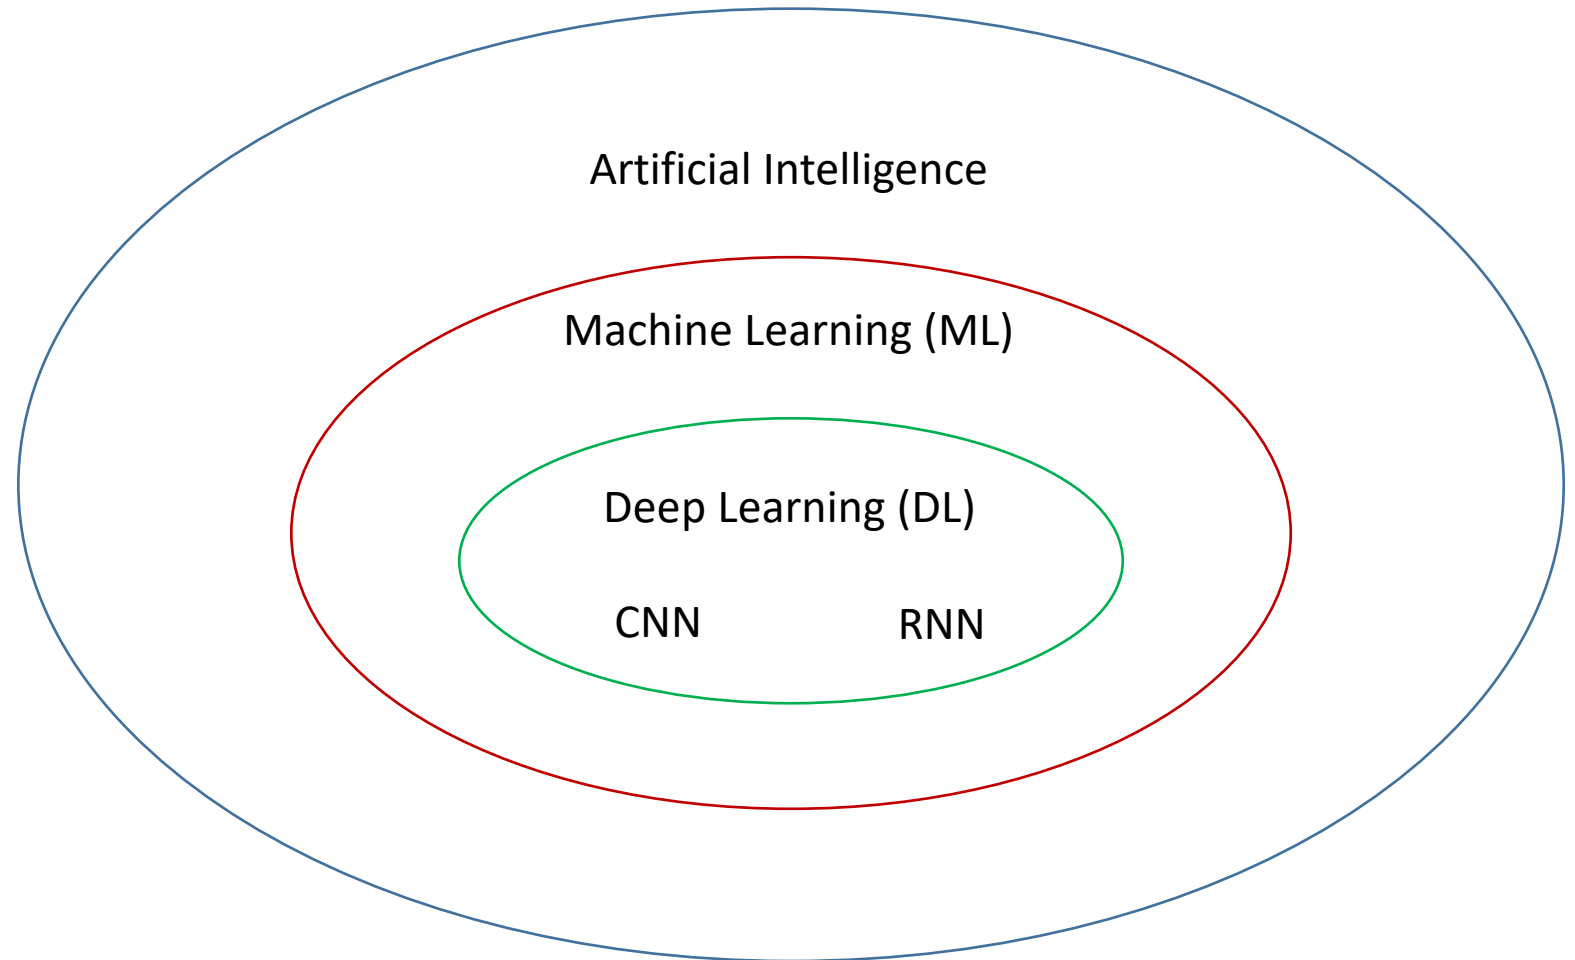 Artificial Intelligence
Machine Learning (ML)
Deep Learning (DL)
CNN RNN